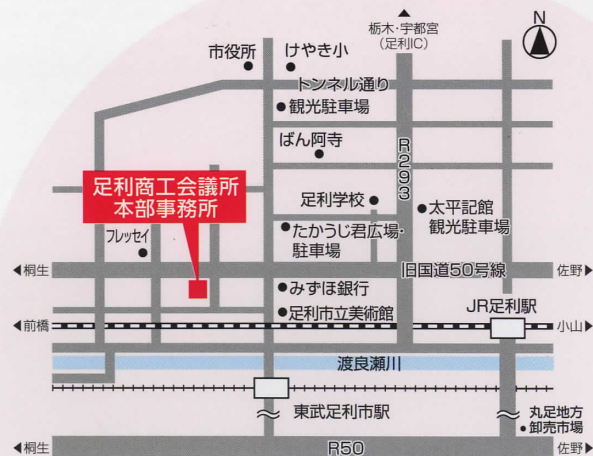 栃木・宇都宮
(足利IC)
N
市役所
けやき小
トンネル通り
観光駐車場
ばん阿寺
R293
足利商工会議所
本部事務所
足利学校
太平記館
観光駐車場
フレッセイ
たかうじ君広場・
駐車場
桐生
旧国道50号線
佐野
みずほ銀行
JR足利駅
足利市立美術館
前橋
小山
渡良瀬川
東武足利市駅
丸足地方
卸売市場
桐生
R50
佐野